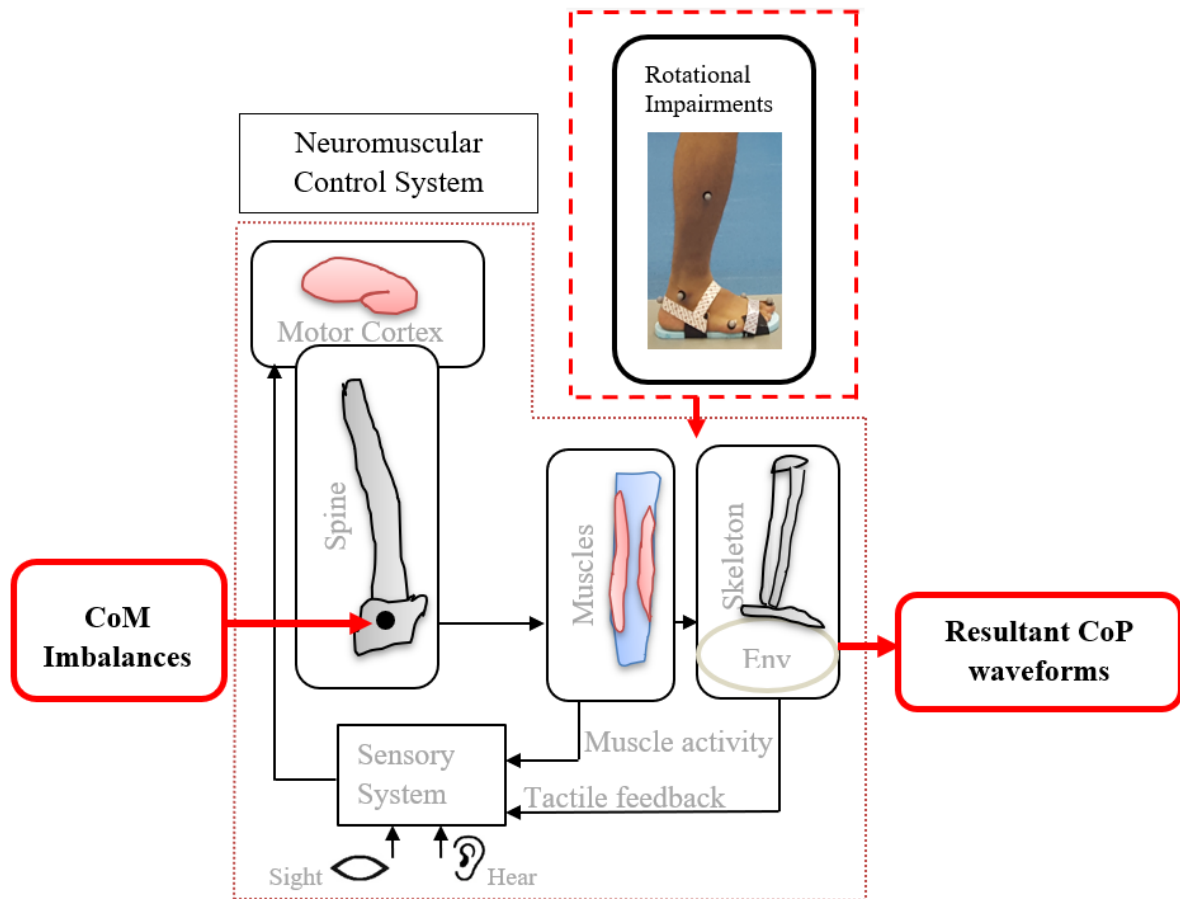 Rotational
Impairments
Neuromuscular
Control System
Motor Cortex
Spine
Muscles
Skeleton
CoM
Imbalances
Env
Resultant CoP
waveforms
Muscle activity
Sensory
System
Tactile feedback
Sight
Hear